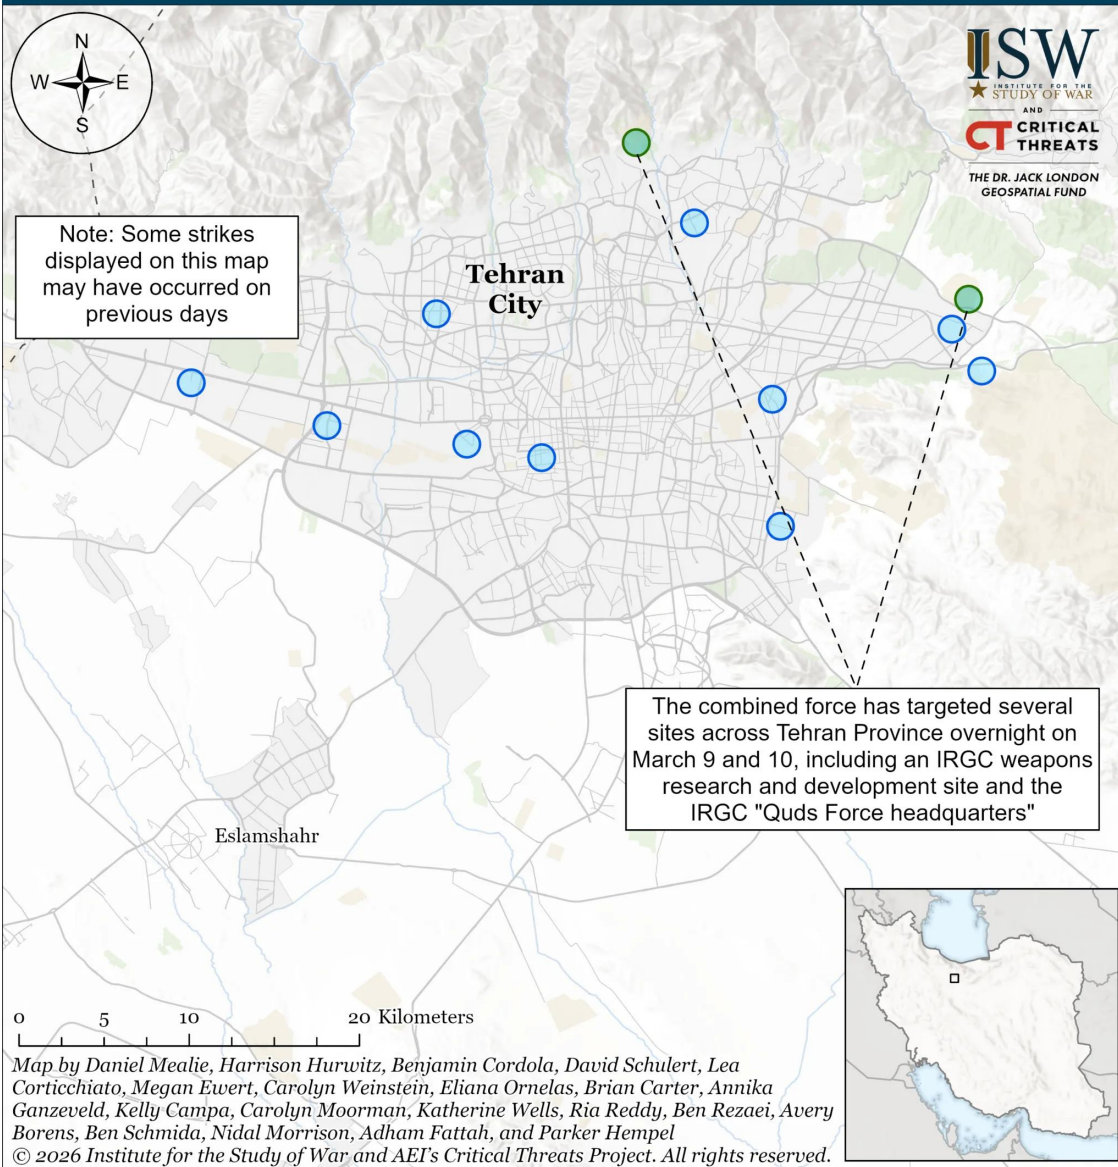 N
W
E
S
ISW
INSTITUTE FOR THE
STUDY OF WAR
AND
CT CRITICAL
THREATS
THE DR. JACK LONDON
GEOSPATIAL FUND
Note: Some strikes
displayed on this map
may have occurred on
previous days
Tehran
City
The combined force has targeted several
sites across Tehran Province overnight on
March 9 and 10, including an IRGC weapons
research and development site and the
IRGC "Quds Force headquarters"
Eslamshahr
0 5 10 20 Kilometers
Map by Daniel Mealie, Harrison Hurwitz, Benjamin Cordola, David Schulert, Lea
Corticchiato, Megan Ewert, Carolyn Weinstein, Eliana Ornelas, Brian Carter, Annika
Ganzeveld, Kelly Campa, Carolyn Moorman, Katherine Wells, Ria Reddy, Ben Rezaei, Avery
Borens, Ben Schmida, Nidal Morrison, Adham Fattah, and Parker Hempel
© 2026 Institute for the Study of War and AEI's Critical Threats Project. All rights reserved.